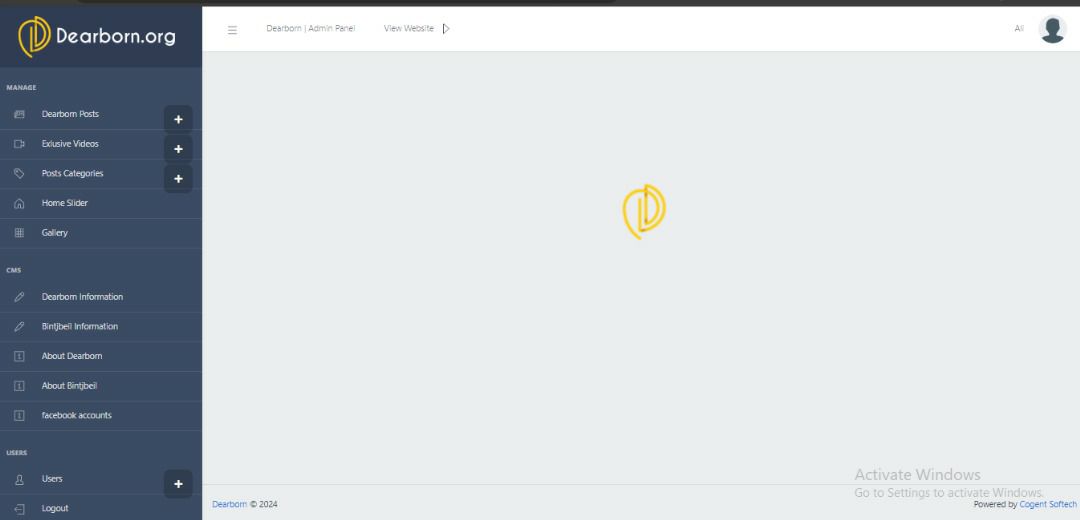 Dearborn.org
Dearborn | Admin Panel
View Website
Ali
MANAGE
Dearborn Posts
Exlusive Videos
Posts Categories
Home Slider
Gallery
CMS
Dearborn Information
Bintjbeil Information
About Dearborn
About Bintjbeil
facebook accounts
USERS
Users
Logout
Activate Windows
Go to Settings to activate Windows.
Dearborn © 2024
Powered by Cogent Softech